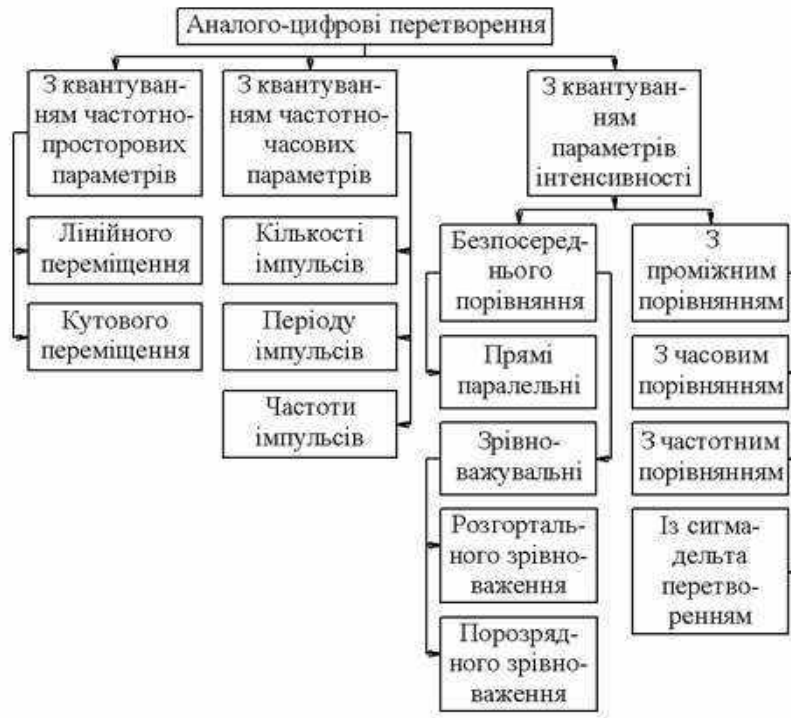 Аналого-цифрові перетворення
З квантуван-
ням частотно-
просторових
параметрів
З квантуван-
ням частотно-
часових
параметрів
З квантуван-
ням
параметрів
інтенсивності
Лінійного
переміщення
Кутового
переміщення
Кількості
імпульсів
Періоду
імпульсів
Частоти
імпульсів
Безпосеред-
нього
порівняння
Прямі
паралельні
Зрівно-
важувальні
Розгорталь-
ного зрівно-
важення
Порозряд-
ного зрівно-
важення
З
проміжним
порівнянням
З часовим
порівнянням
З частотним
порівнянням
Із сигма-
дельта
перетво-
ренням